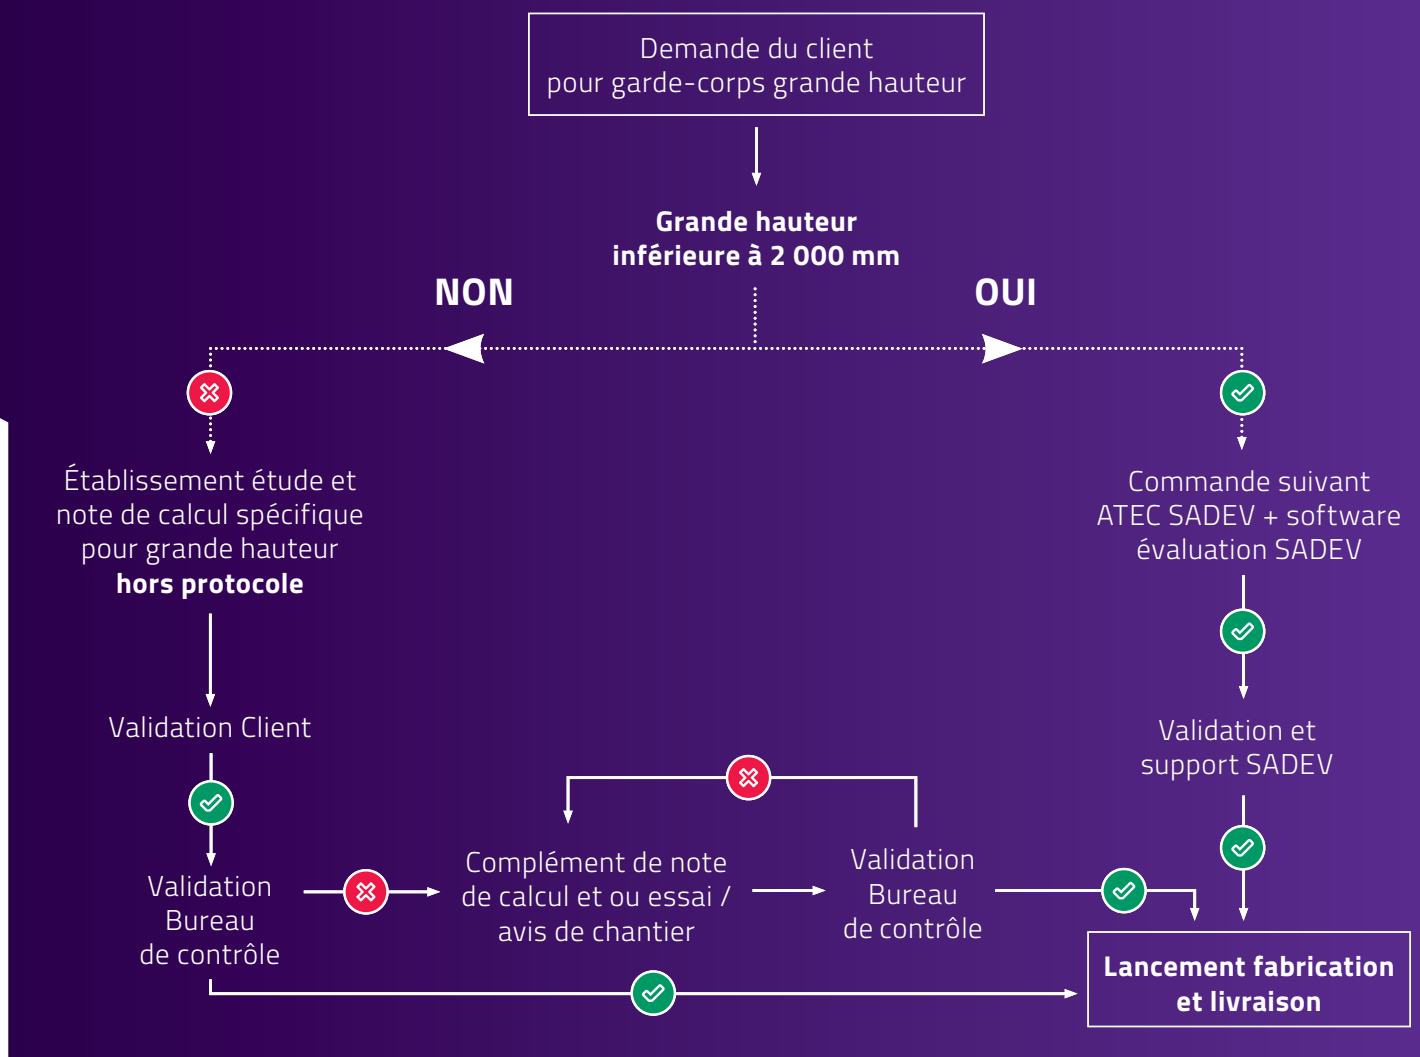 Demande du client
pour garde-corps grande hauteur
Grande hauteur
inférieure à 2 000 mm
NON
OUI
Établissement étude et
note de calcul spécifique
pour grande hauteur
hors protocole
Commande suivant
ATEC SADEV + software
évaluation SADEV
Validation Client
Validation et
support SADEV
Validation
Bureau
de contrôle
Complément de note
de calcul et ou essai /
avis de chantier
Validation
Bureau
de contrôle
Lancement fabrication
et livraison